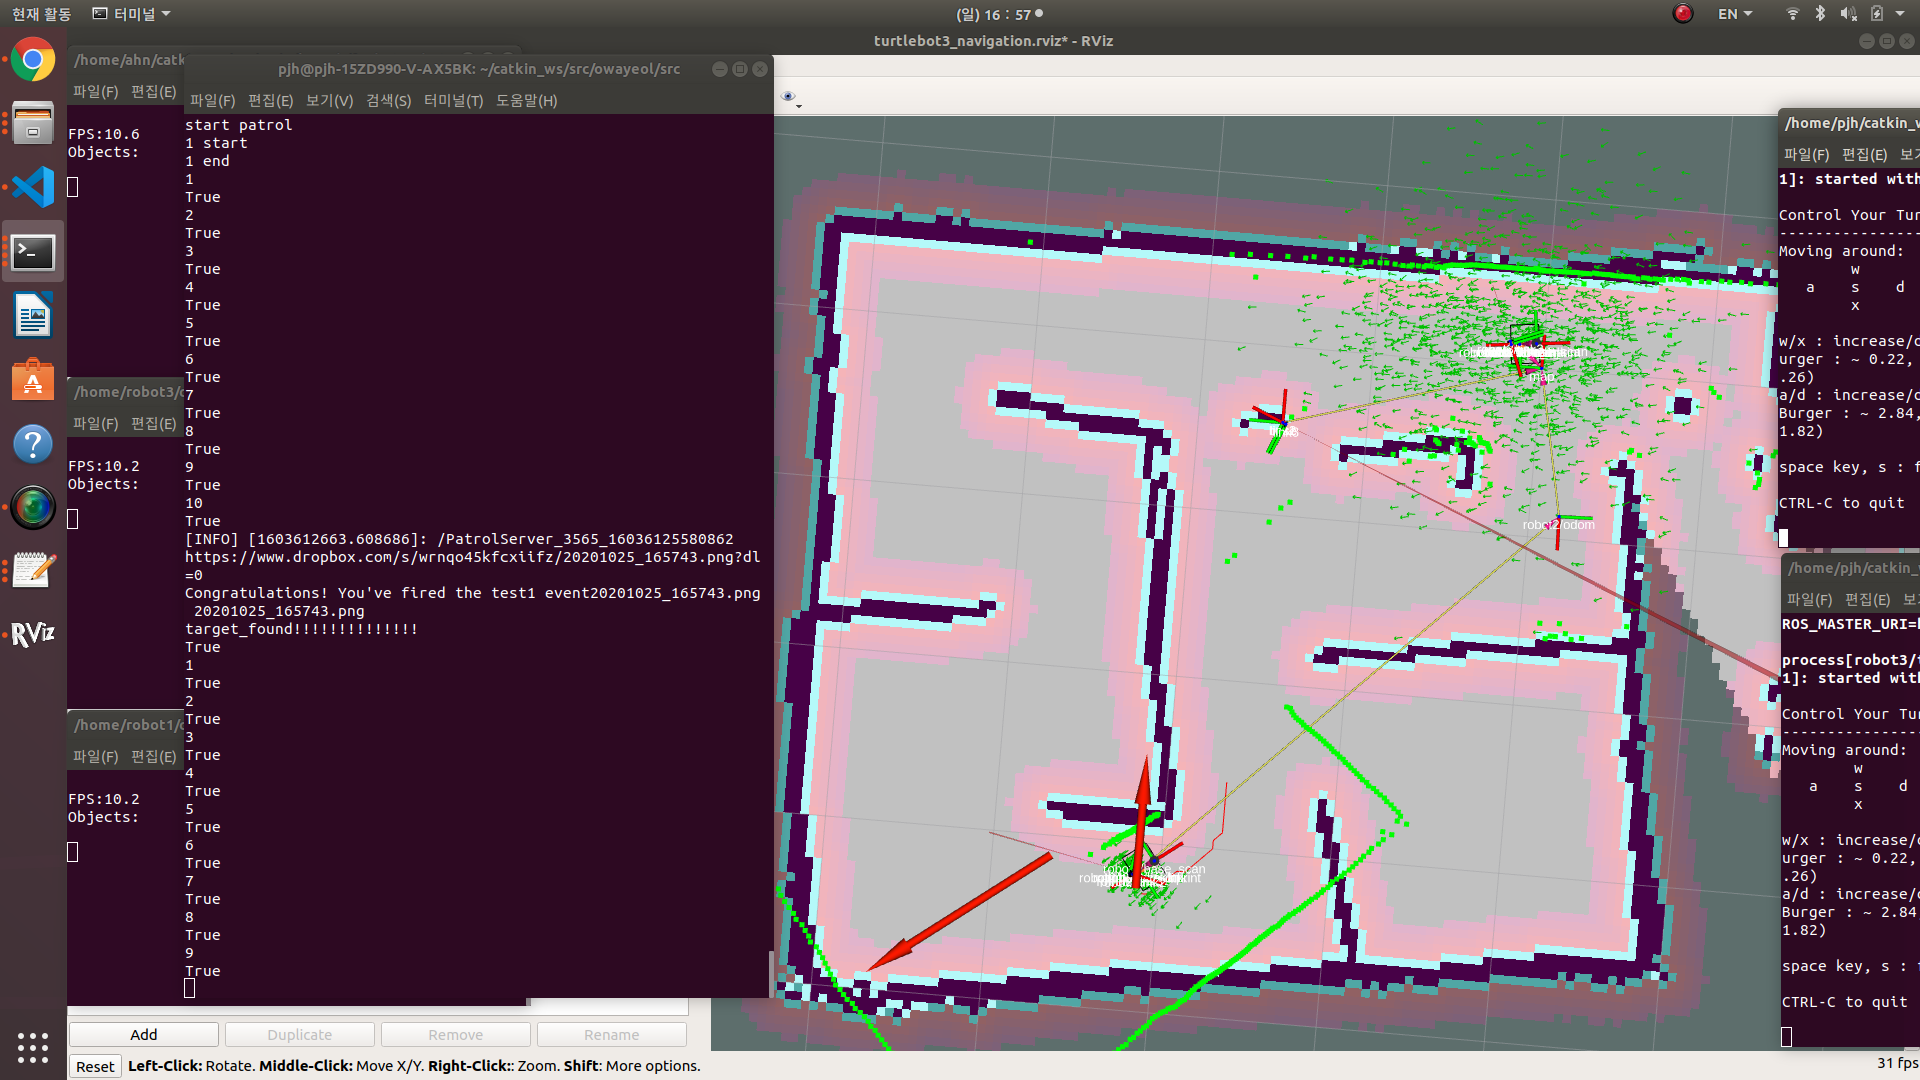 현재 활동
터미널
(일) 16 : 57
EN
turtlebot3_navigation.rviz* - RViz
/home/ahn/catk
파일(F) 편집(E)
FPS:10.6
Objects:
/home/robot3/c
파일(F) 편집(E)
FPS:10.2
Objects:
/home/robot1/c
파일(F) 편집(E)
FPS:10.2
Objects:
pjh@pjh-15ZD990-V-AX5BK: ~/catkin_ws/src/owayeol/src
파일(F) 편집(E) 보기(V) 검색(S) 터미널(T) 도움말(H)
start patrol
1 start
1 end
1
True
2
True
3
True
4
True
5
True
6
True
7
True
8
True
9
True
10
True
[INFO] [1603612663.608686]: /PatrolServer_3565_16036125580862
https://www.dropbox.com/s/wrnqo45kfcxiifz/20201025_165743.png?dl
=0
Congratulations! You've fired the test1 event20201025_165743.png
20201025_165743.png
target_found!!!!!!!!!!!!!!
True
1
True
2
True
3
True
4
True
5
True
6
True
7
True
8
True
9
True
map
robot2/odom
/home/pjh/catkin_w
파일(F) 편집(E) 보기
1]: started with
Control Your Tur
---------------
Moving around:
w
a s d
x
w/x : increase/d
urger : ~ 0.22,
.26)
a/d : increase/d
Burger : ~ 2.84,
1.82)
space key, s : f
CTRL-C to quit
/home/pjh/catkin_w
파일(F) 편집(E) 보
ROS_MASTER_URI=h
process[robot3/t
1]: started with
Control Your Tur
---------------
Moving around:
w
a s d
x
w/x : increase/d
urger : ~ 0.22,
.26)
a/d : increase/d
Burger : ~ 2.84,
1.82)
space key, s : f
CTRL-C to quit
RViz
Add Duplicate Remove Rename
Reset Left-Click: Rotate. Middle-Click: Move X/Y. Right-Click:: Zoom. Shift: More options.
31 fps